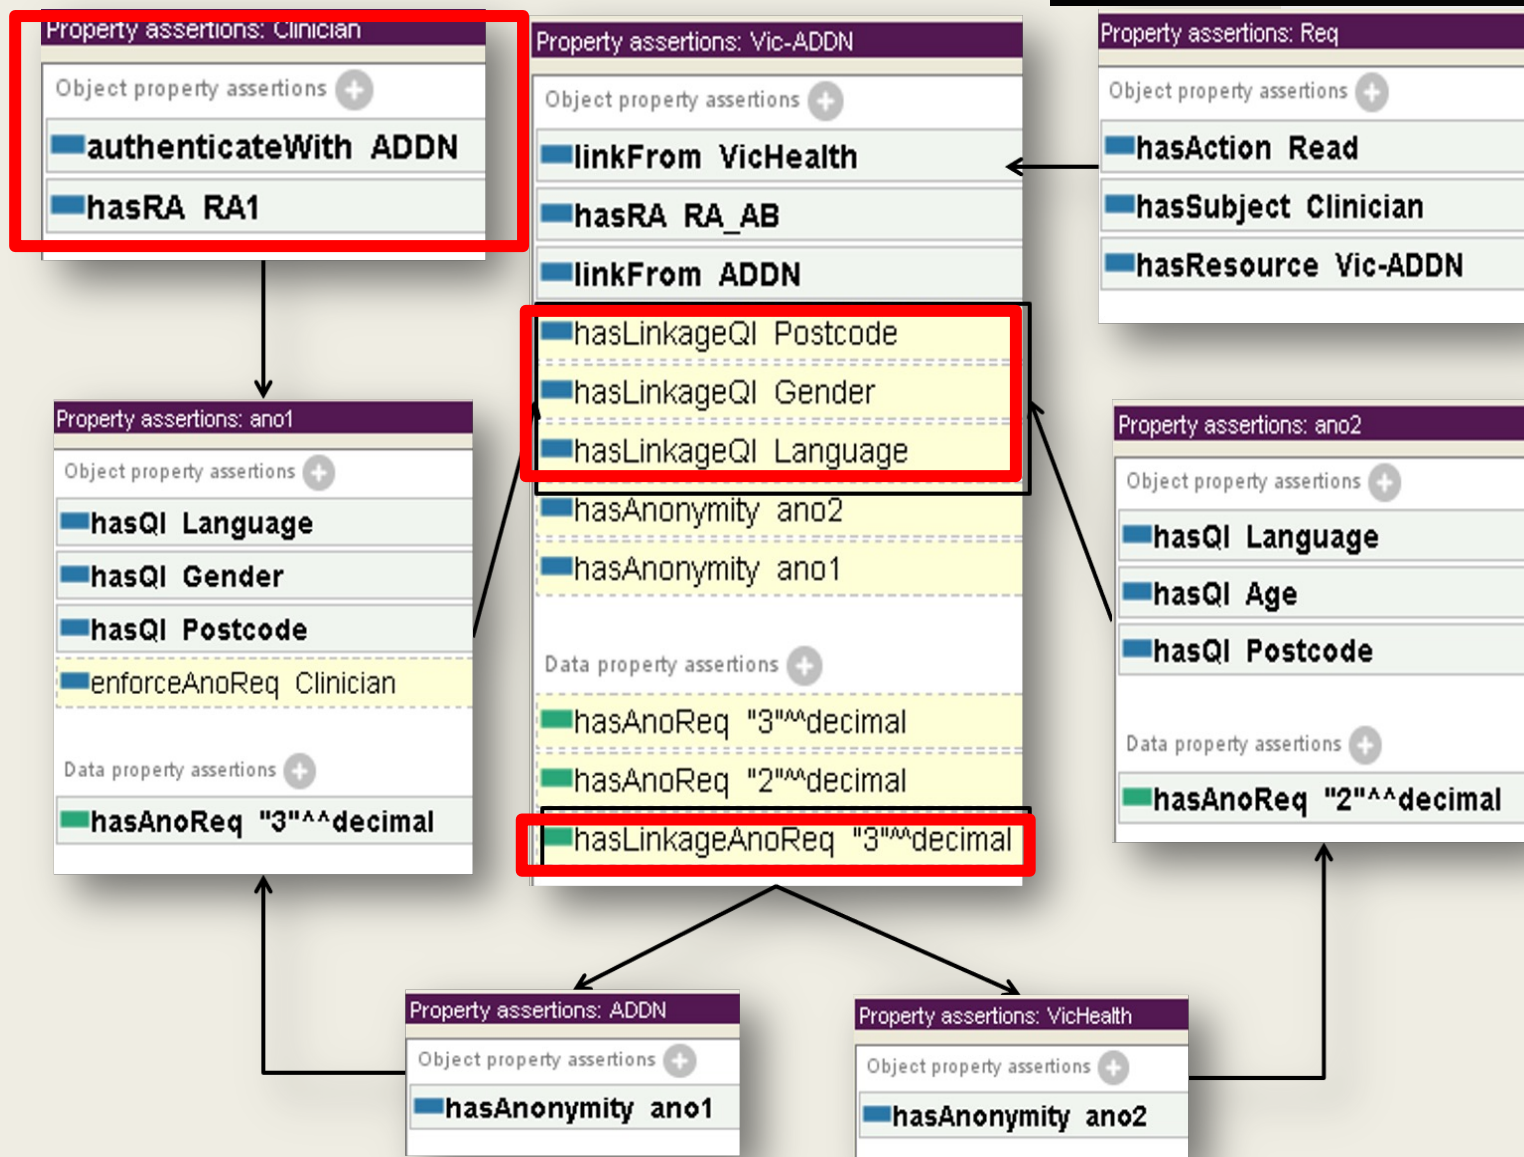 Property assertions: Clinician
Object property assertions
authenticateWith ADDN
hasRA RA1
Property assertions: Vic-ADDN
Object property assertions
linkFrom VicHealth
hasRA RA_AB
linkFrom ADDN
hasLinkageQI Postcode
hasLinkageQI Gender
hasLinkageQI Language
hasAnonymity ano2
hasAnonymity ano1
Data property assertions
hasAnoReq "3"^^decimal
hasAnoReq "2"^^decimal
hasLinkageAnoReq "3"^^decimal
Property assertions: Req
Object property assertions
hasAction Read
hasSubject Clinician
hasResource Vic-ADDN
Property assertions: ano1
Object property assertions
hasQI Language
hasQI Gender
hasQI Postcode
enforceAnoReq Clinician
Data property assertions
hasAnoReq "3"^^decimal
Property assertions: ano2
Object property assertions
hasQI Language
hasQI Age
hasQI Postcode
Data property assertions
hasAnoReq "2"^^decimal
Property assertions: ADDN
Object property assertions
hasAnonymity ano1
Property assertions: VicHealth
Object property assertions
hasAnonymity ano2